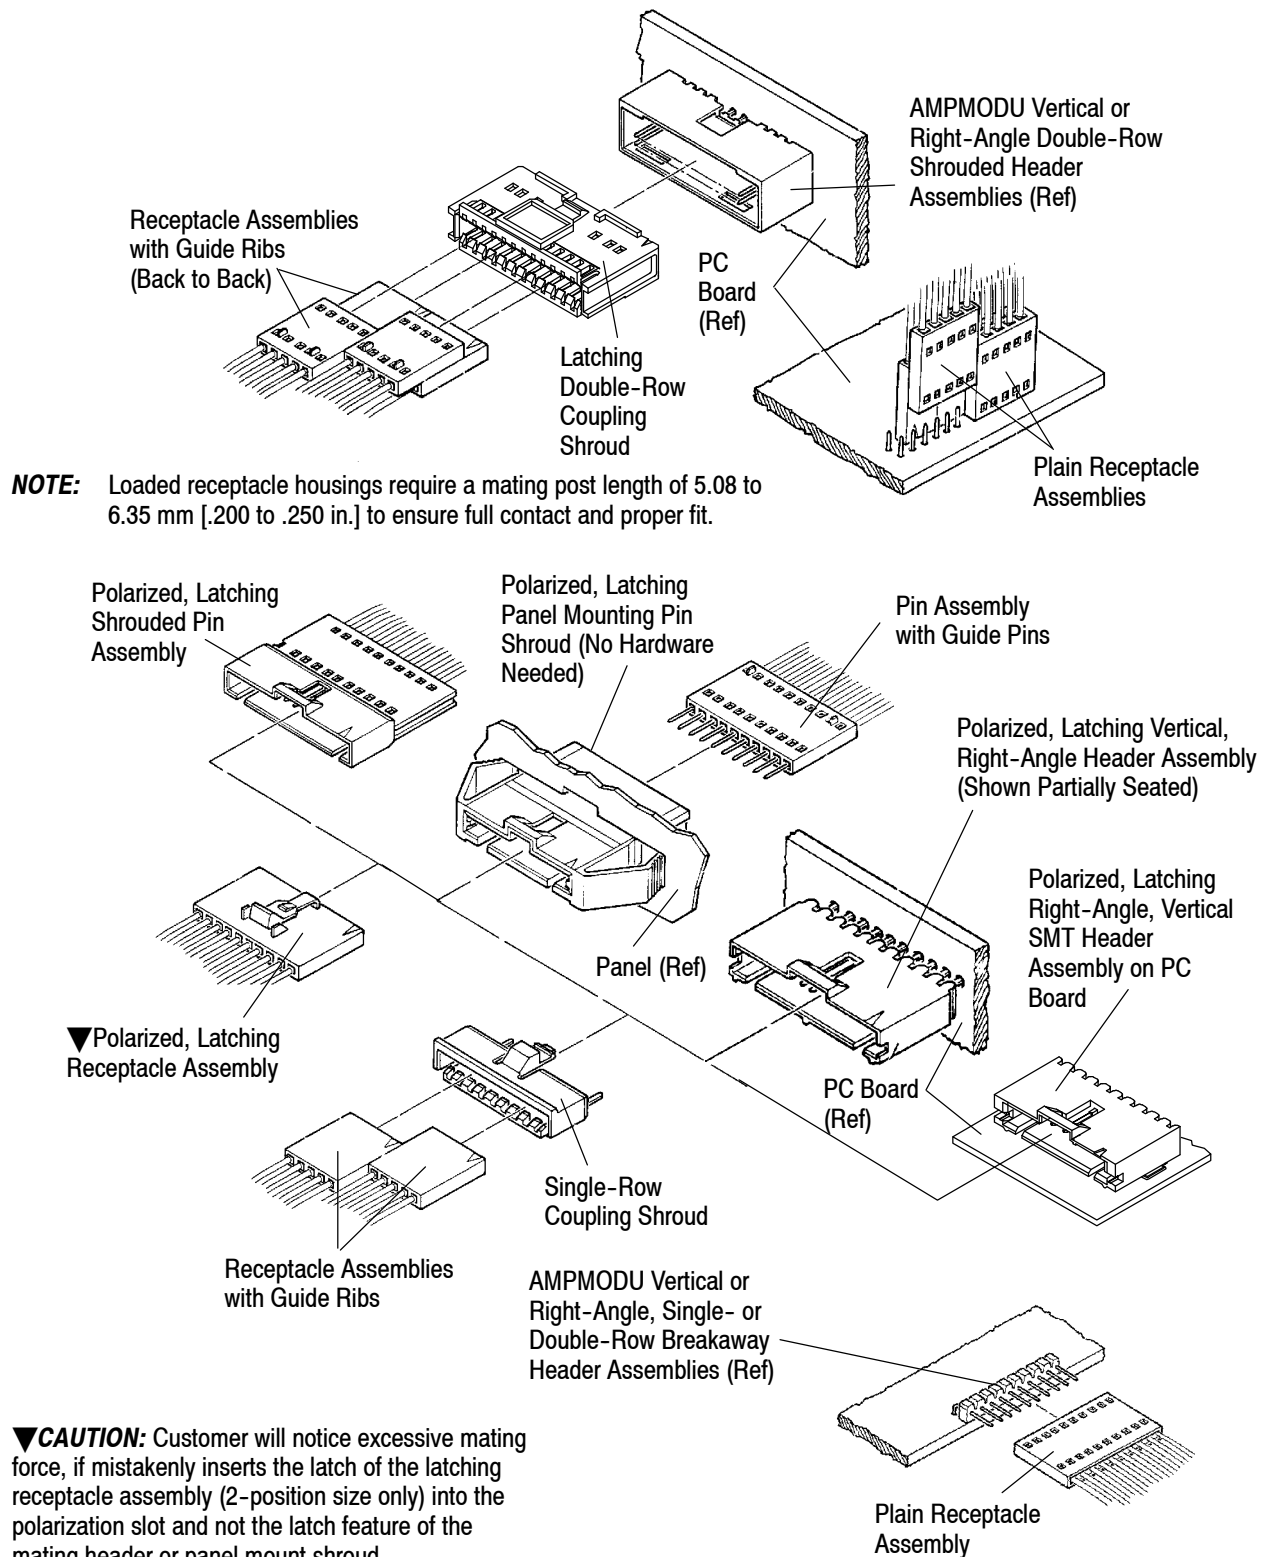 AMPMODU Vertical or
Right-Angle Double-Row
Shrouded Header
Assemblies (Ref)
Receptacle Assemblies
with Guide Ribs
(Back to Back)
PC
Board
(Ref)
Latching
Double-Row
Coupling
Shroud
Plain Receptacle
Assemblies
NOTE: Loaded receptacle housings require a mating post length of 5.08 to
6.35 mm [.200 to .250 in.] to ensure full contact and proper fit.
Polarized, Latching
Shrouded Pin
Assembly
Polarized, Latching
Panel Mounting Pin
Shroud (No Hardware
Needed)
Pin Assembly
with Guide Pins
Polarized, Latching Vertical,
Right-Angle Header Assembly
(Shown Partially Seated)
Polarized, Latching
Right-Angle, Vertical
SMT Header
Assembly on PC
Board
Panel (Ref)
▼Polarized, Latching
Receptacle Assembly
PC Board
(Ref)
Single-Row
Coupling Shroud
Receptacle Assemblies
with Guide Ribs
AMPMODU Vertical or
Right-Angle, Single- or
Double-Row Breakaway
Header Assemblies (Ref)
Plain Receptacle
Assembly
▼CAUTION: Customer will notice excessive mating
force, if mistakenly inserts the latch of the latching
receptacle assembly (2-position size only) into the
polarization slot and not the latch feature of the
mating header or panel mount shroud